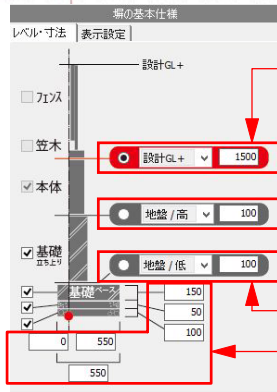 塀の基本仕様
レベル・寸法 表示設定
設計GL+
フェンス
笠木
設計GL+ 1500
本体
地盤/高 100
基礎
立ち上り
地盤/低 100
基礎ベース
150
50
100
0 550
550